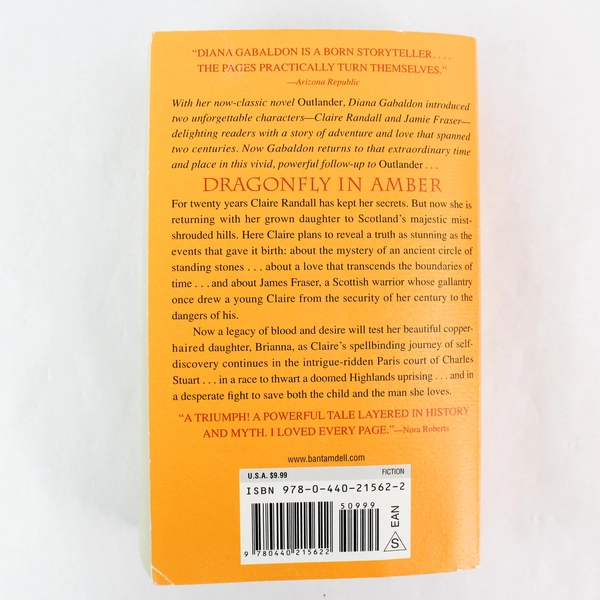 “DIANA GABALDON IS A BORN STORYTELLER....
THE PAGES PRACTICALLY TURN THEMSELVES.”
—Arizona Republic
With her now-classic novel Outlander, Diana Gabaldon introduced
two unforgettable characters—Claire Randall and Jamie Fraser—
delighting readers with a story of adventure and love that spanned
two centuries. Now Gabaldon returns to that extraordinary time
and place in this vivid, powerful follow-up to Outlander . . .
DRAGONFLY IN AMBER
For twenty years Claire Randall has kept her secrets. But now she is
returning with her grown daughter to Scotland’s majestic mist-
shrouded hills. Here Claire plans to reveal a truth as stunning as the
events that gave it birth: about the mystery of an ancient circle of
standing stones . . . about a love that transcends the boundaries of
time . . . and about James Fraser, a Scottish warrior whose gallantry
once drew a young Claire from the security of her century to the
dangers of his.
Now a legacy of blood and desire will test her beautiful copper-
haired daughter, Brianna, as Claire’s spellbinding journey of self-
discovery continues in the intrigue-ridden Paris court of Charles
Stuart . . . in a race to thwart a doomed Highlands uprising . . . and in
a desperate fight to save both the child and the man she loves.
“A TRIUMPH! A POWERFUL TALE LAYERED IN HISTORY
AND MYTH. I LOVED EVERY PAGE.”—Nora Roberts
www.bantamdell.com
U.S.A. $9.99 FICTION
ISBN 978-0-440-21562-2
50999
9 780440 215622
S EAN